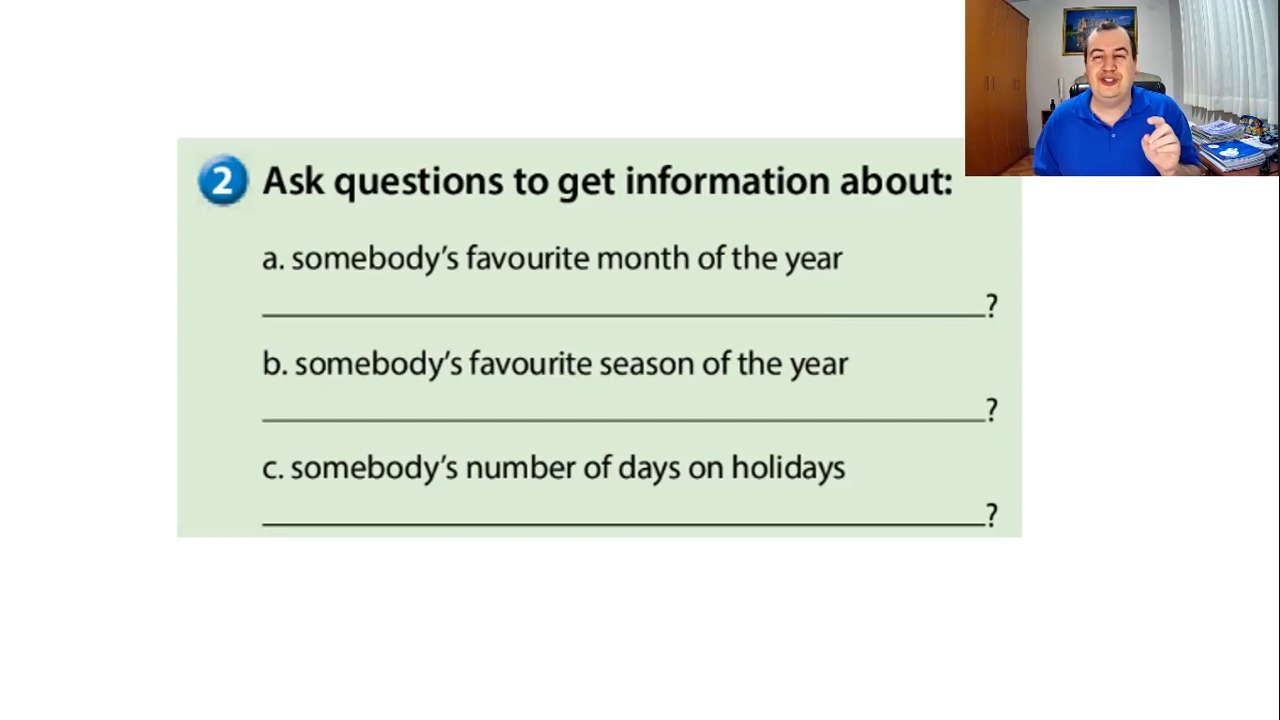 2 Ask questions to get information about:
a. somebody’s favourite month of the year
?
b. somebody’s favourite season of the year
?
c. somebody’s number of days on holidays
?